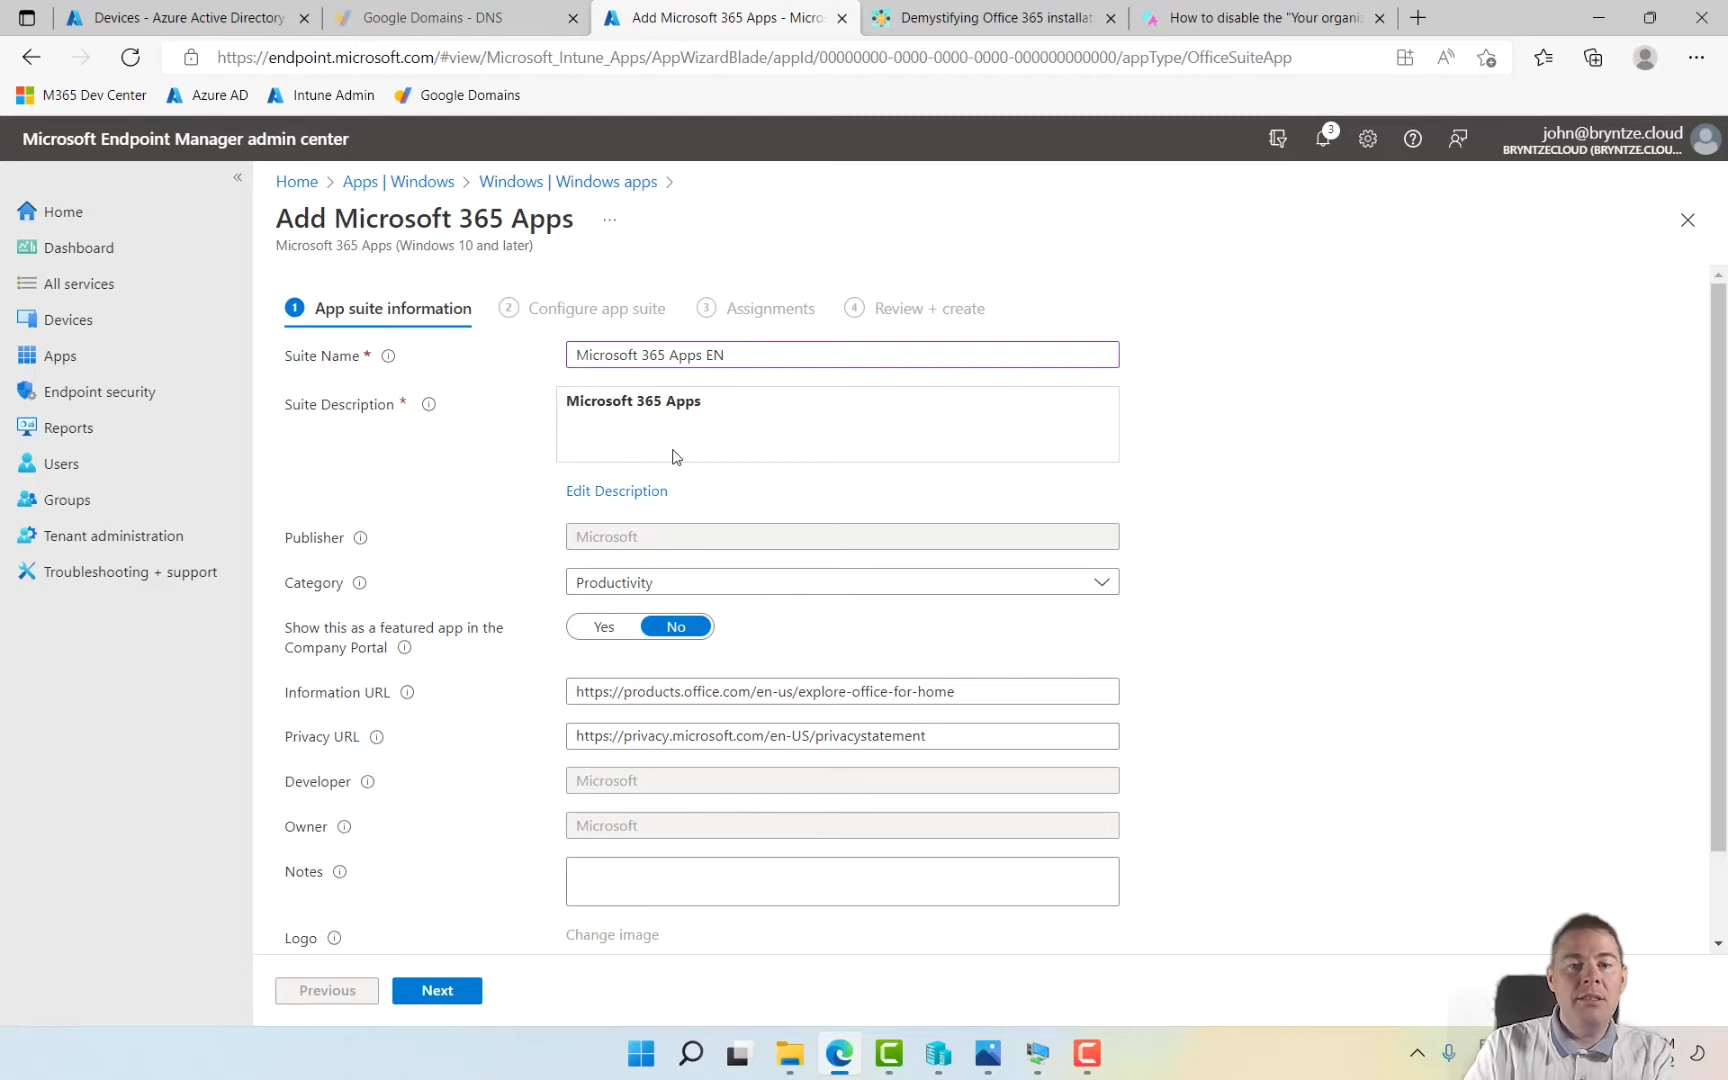 Devices - Azure Active Directory
Google Domains - DNS
Add Microsoft 365 Apps - Micro
Demystifying Office 365 installat
How to disable the "Your organiz
https://endpoint.microsoft.com/#view/Microsoft_Intune_Apps/AppWizardBlade/appId/00000000-0000-0000-0000-000000000000/appType/OfficeSuiteApp
M365 Dev Center
Azure AD
Intune Admin
Google Domains
Microsoft Endpoint Manager admin center
3
john@bryntze.cloud
BRYNTZECLOUD (BRYNTZE.CLOU...
Home
Dashboard
All services
Devices
Apps
Endpoint security
Reports
Users
Groups
Tenant administration
Troubleshooting + support
Home > Apps | Windows > Windows | Windows apps >
Add Microsoft 365 Apps ...
Microsoft 365 Apps (Windows 10 and later)
1 App suite information
2 Configure app suite
3 Assignments
4 Review + create
Suite Name *
Microsoft 365 Apps EN
Suite Description *
Microsoft 365 Apps
Edit Description
Publisher
Microsoft
Category
Productivity
Show this as a featured app in the
Company Portal
Yes
No
Information URL
https://products.office.com/en-us/explore-office-for-home
Privacy URL
https://privacy.microsoft.com/en-US/privacystatement
Developer
Microsoft
Owner
Microsoft
Notes
Logo
Change image
Previous
Next